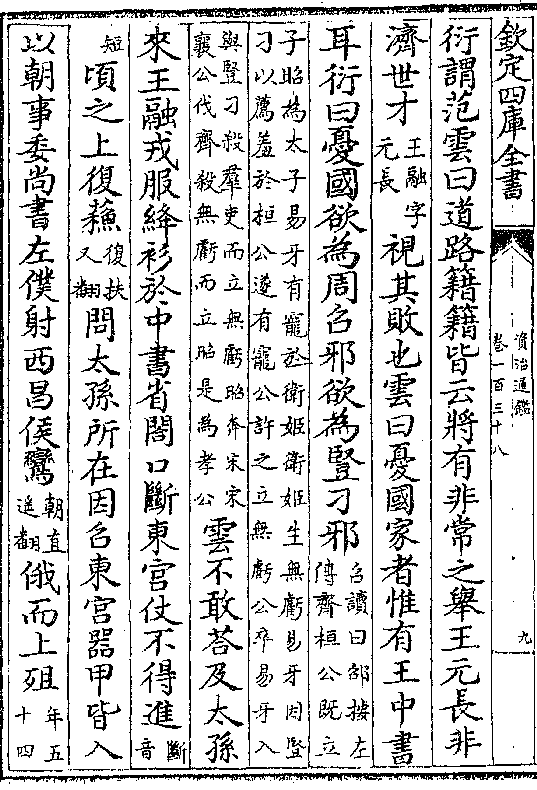 欽定四庫全書
資治通鑑
卷一百三十八
九
衍謂范雲曰道路籍籍皆云將有非常之舉王元長非
濟世才王融字元長視其敗也雲曰憂國家者惟有王中書
耳衍曰憂國欲為周召邪欲為豎刁邪召讀曰邵按左傳齊桓公既立
子昭為太子易牙有寵於衛姬衛姬生無虧易牙因豎
刁以薦羞於桓公遂有寵公許之立無虧公卒易牙入
與豎刁殺羣吏而立無虧昭奔宋宋襄公伐齊殺無虧而立昭是為孝公雲不敢荅及太孫
來王融戎服絳衫於中書省閤口斷東宮仗不得進斷音
短頃之上復蘓復扶又翻問太孫所在因召東宮器甲皆入
以朝事委尚書左僕射西昌侯鸞朝直遙翻俄而上殂年五十四